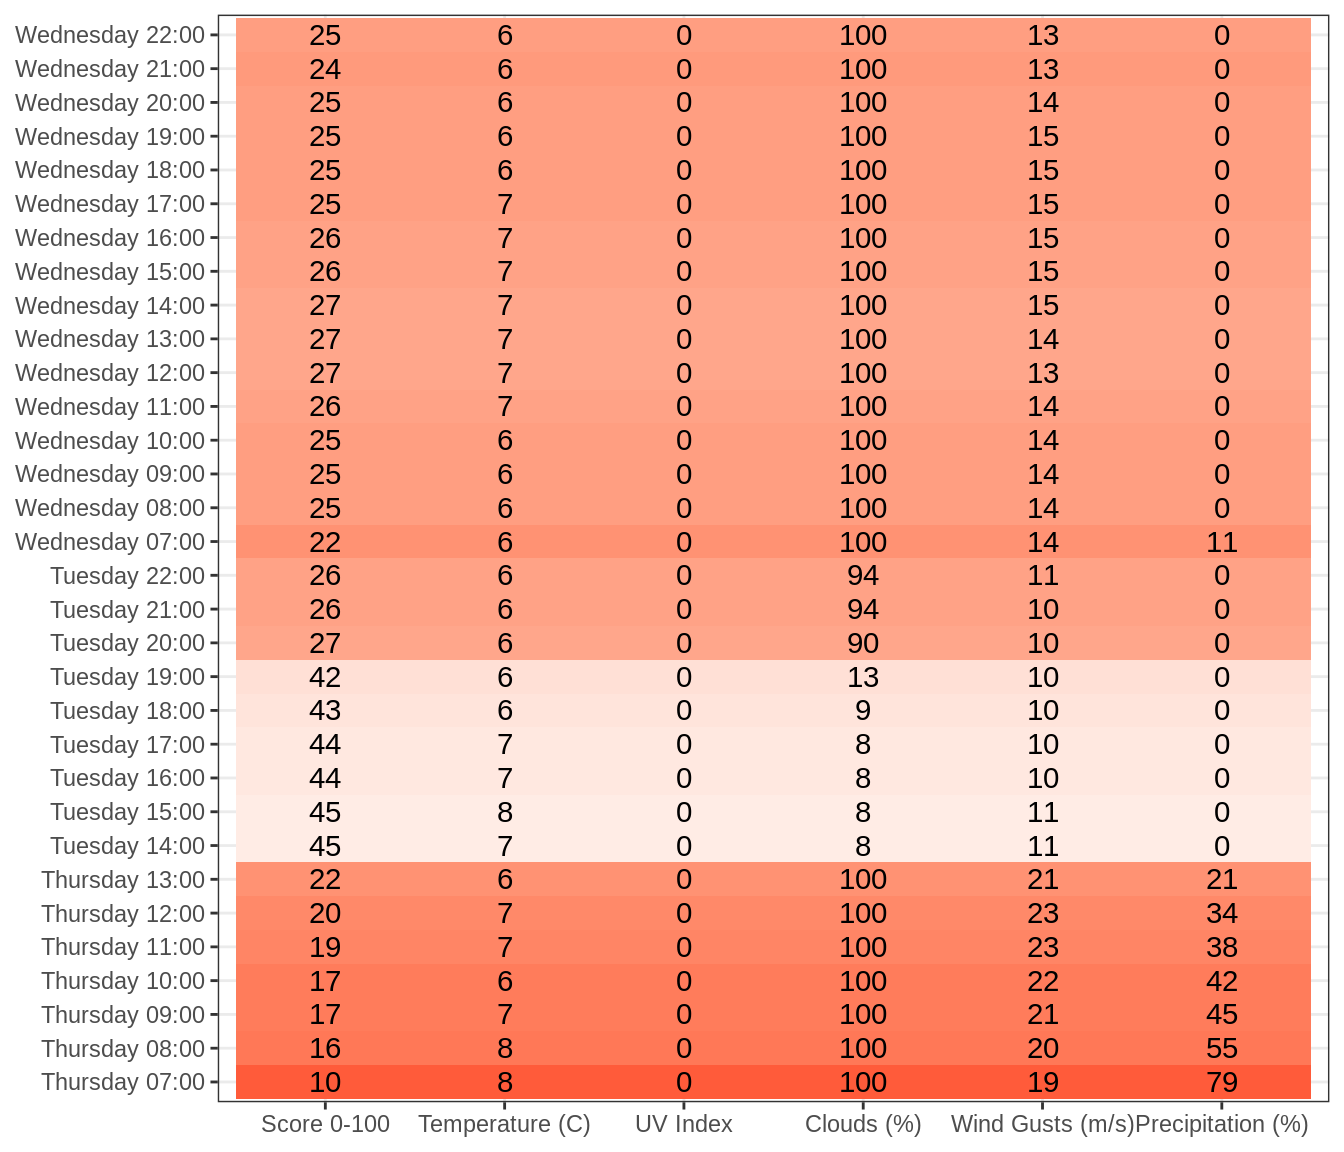 Wednesday 22:00 25 6 0 100 13 0
Wednesday 21:00 24 6 0 100 13 0
Wednesday 20:00 25 6 0 100 14 0
Wednesday 19:00 25 6 0 100 15 0
Wednesday 18:00 25 6 0 100 15 0
Wednesday 17:00 25 7 0 100 15 0
Wednesday 16:00 26 7 0 100 15 0
Wednesday 15:00 26 7 0 100 15 0
Wednesday 14:00 27 7 0 100 15 0
Wednesday 13:00 27 7 0 100 14 0
Wednesday 12:00 27 7 0 100 13 0
Wednesday 11:00 26 7 0 100 14 0
Wednesday 10:00 25 6 0 100 14 0
Wednesday 09:00 25 6 0 100 14 0
Wednesday 08:00 25 6 0 100 14 0
Wednesday 07:00 22 6 0 100 14 11
Tuesday 22:00 26 6 0 94 11 0
Tuesday 21:00 26 6 0 94 10 0
Tuesday 20:00 27 6 0 90 10 0
Tuesday 19:00 42 6 0 13 10 0
Tuesday 18:00 43 6 0 9 10 0
Tuesday 17:00 44 7 0 8 10 0
Tuesday 16:00 44 7 0 8 10 0
Tuesday 15:00 45 8 0 8 11 0
Tuesday 14:00 45 7 0 8 11 0
Thursday 13:00 22 6 0 100 21 21
Thursday 12:00 20 7 0 100 23 34
Thursday 11:00 19 7 0 100 23 38
Thursday 10:00 17 6 0 100 22 42
Thursday 09:00 17 7 0 100 21 45
Thursday 08:00 16 8 0 100 20 55
Thursday 07:00 10 8 0 100 19 79
Score 0-100 Temperature (C) UV Index Clouds (%) Wind Gusts (m/s) Precipitation (%)